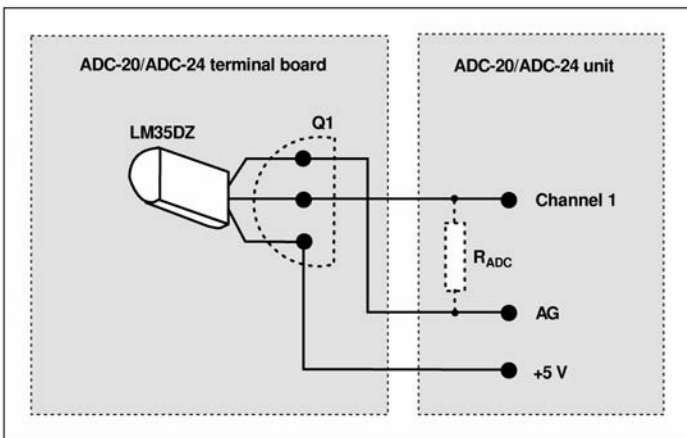 ADC-20/ADC-24 terminal board
ADC-20/ADC-24 unit
LM35DZ
Q1
Channel 1
RADC
AG
+5 V